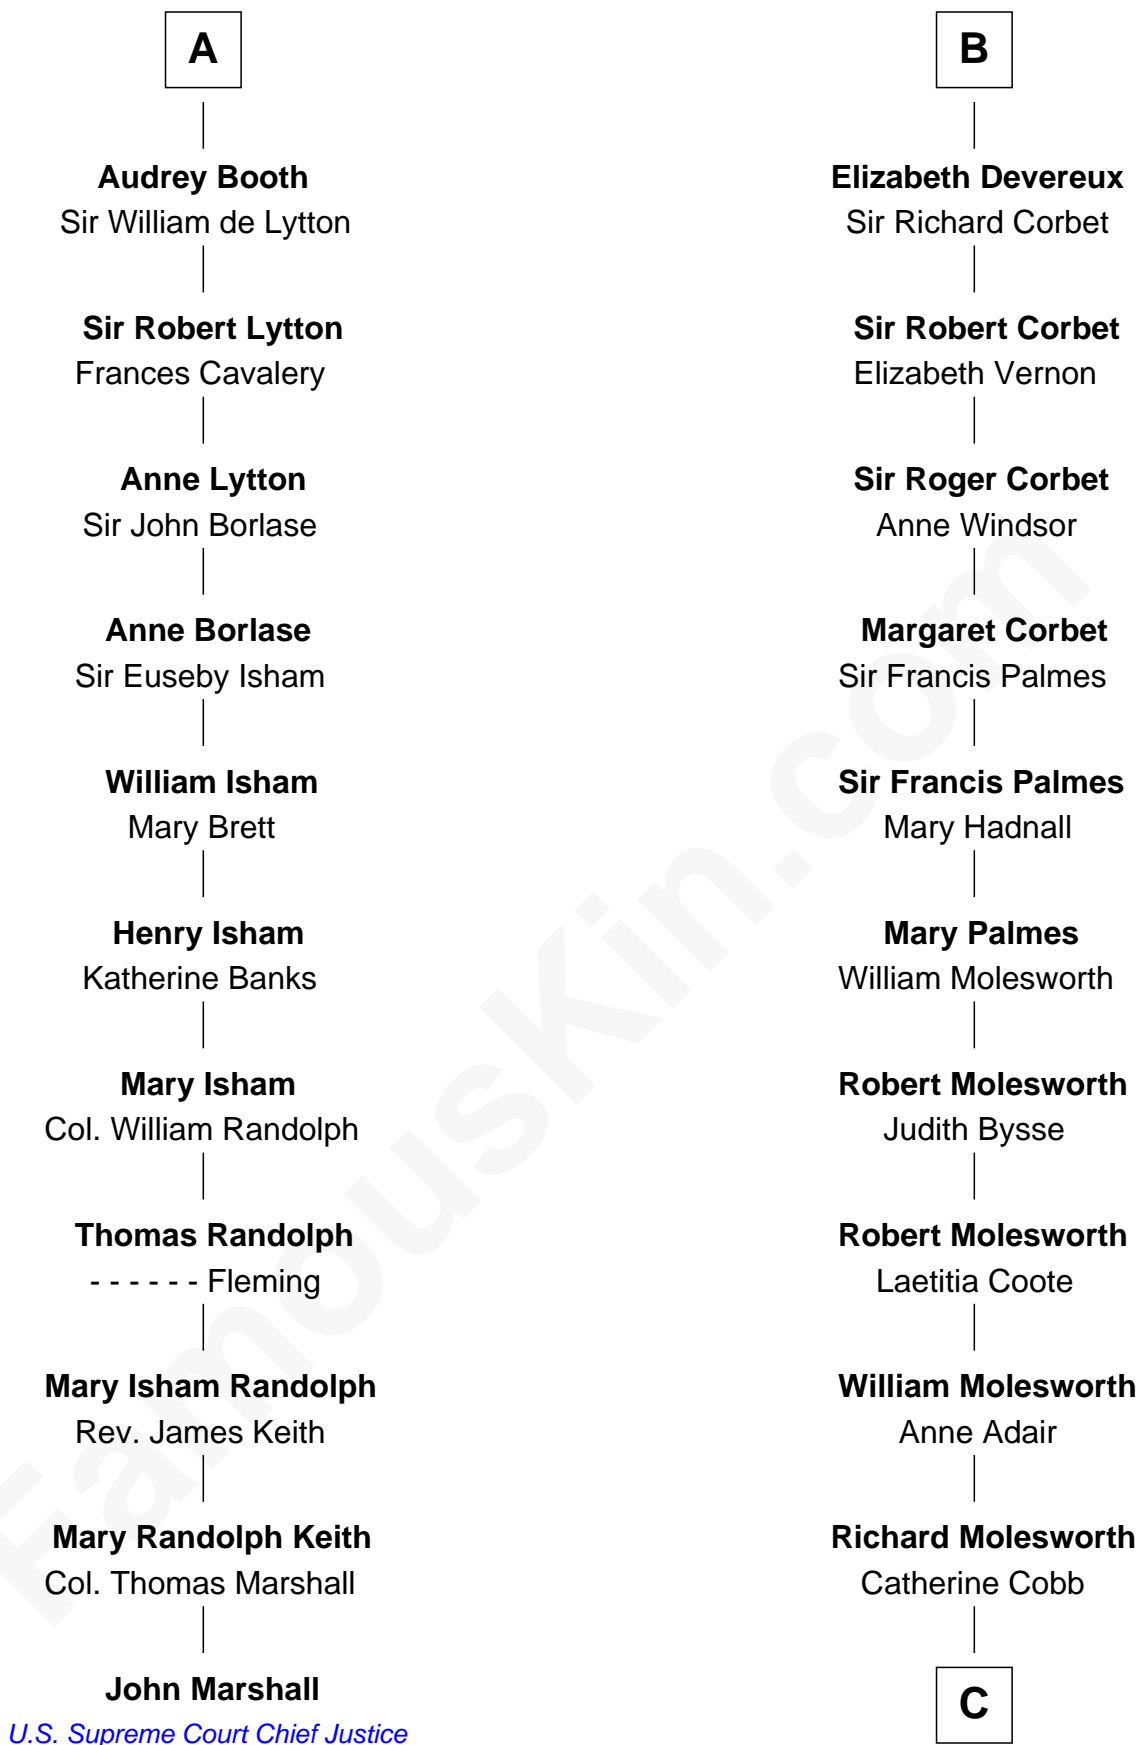 A
Audrey Booth
Sir William de Lytton
Sir Robert Lytton
Frances Cavalery
Anne Lytton
Sir John Borlase
Anne Borlase
Sir Euseby Isham
William Isham
Mary Brett
Henry Isham
Katherine Banks
Mary Isham
Col. William Randolph
Thomas Randolph
- - - - - - Fleming
Mary Isham Randolph
Rev. James Keith
Mary Randolph Keith
Col. Thomas Marshall
John Marshall
U.S. Supreme Court Chief Justice
B
Elizabeth Devereux
Sir Richard Corbet
Sir Robert Corbet
Elizabeth Vernon
Sir Roger Corbet
Anne Windsor
Margaret Corbet
Sir Francis Palmes
Sir Francis Palmes
Mary Hadnall
Mary Palmes
William Molesworth
Robert Molesworth
Judith Bysse
Robert Molesworth
Laetitia Coote
William Molesworth
Anne Adair
Richard Molesworth
Catherine Cobb
C
FamousKin.com